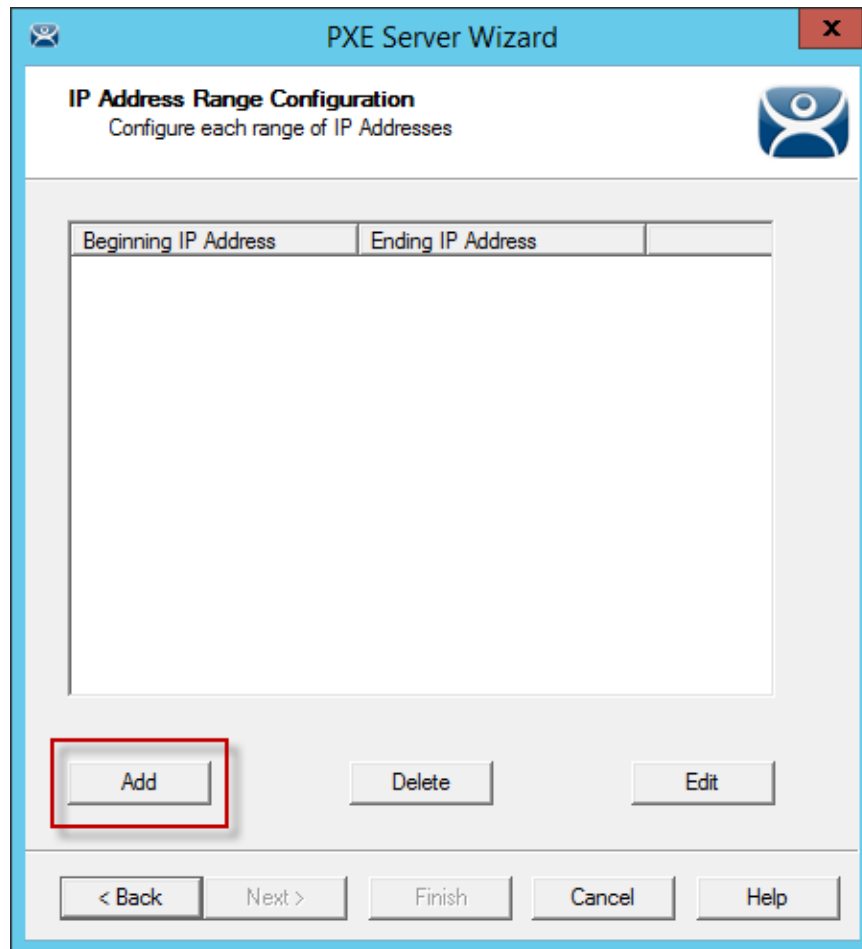 PXE Server Wizard
x
IP Address Range Configuration
Configure each range of IP Addresses
Beginning IP Address Ending IP Address
Add Delete Edit
< Back Next > Finish Cancel Help